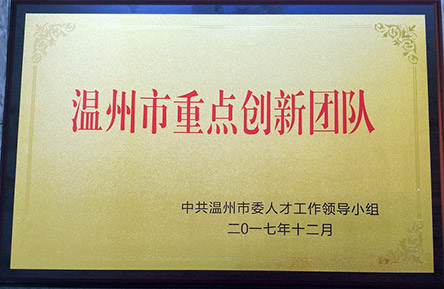 温州市重点创新团队
中共温州市委人才工作领导小组
二〇一七年十二月